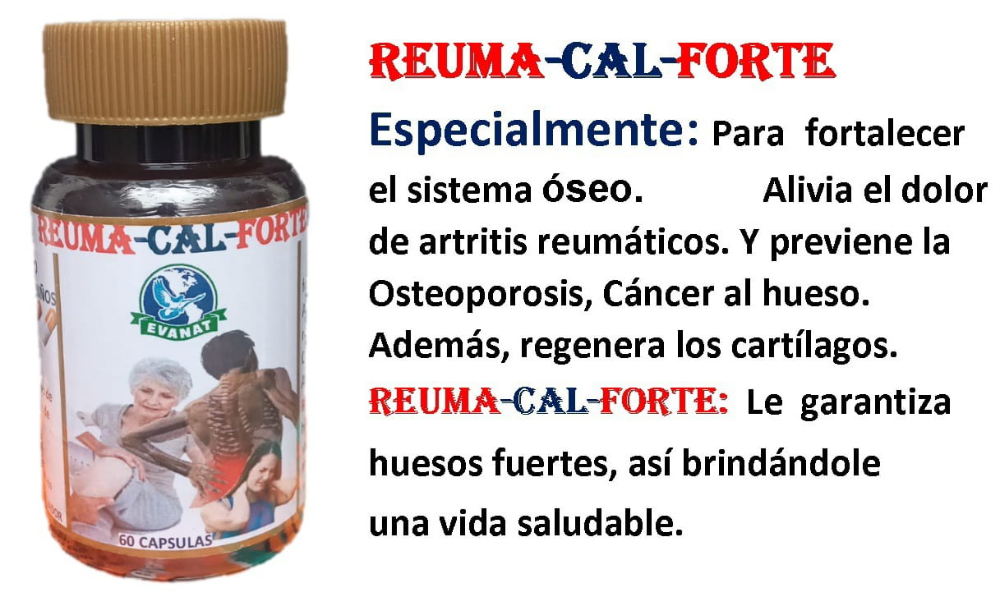 REUMA-CAL-FORTE
Especialmente: Para fortalecer
el sistema óseo. Alivia el dolor
de artritis reumáticos. Y previene la
Osteoporosis, Cáncer al hueso.
Además, regenera los cartílagos.
REUMA-CAL-FORTE: Le garantiza
huesos fuertes, así brindándole
una vida saludable.
REUMA-CAL-FORTE
EVANAT
60 CAPSULAS